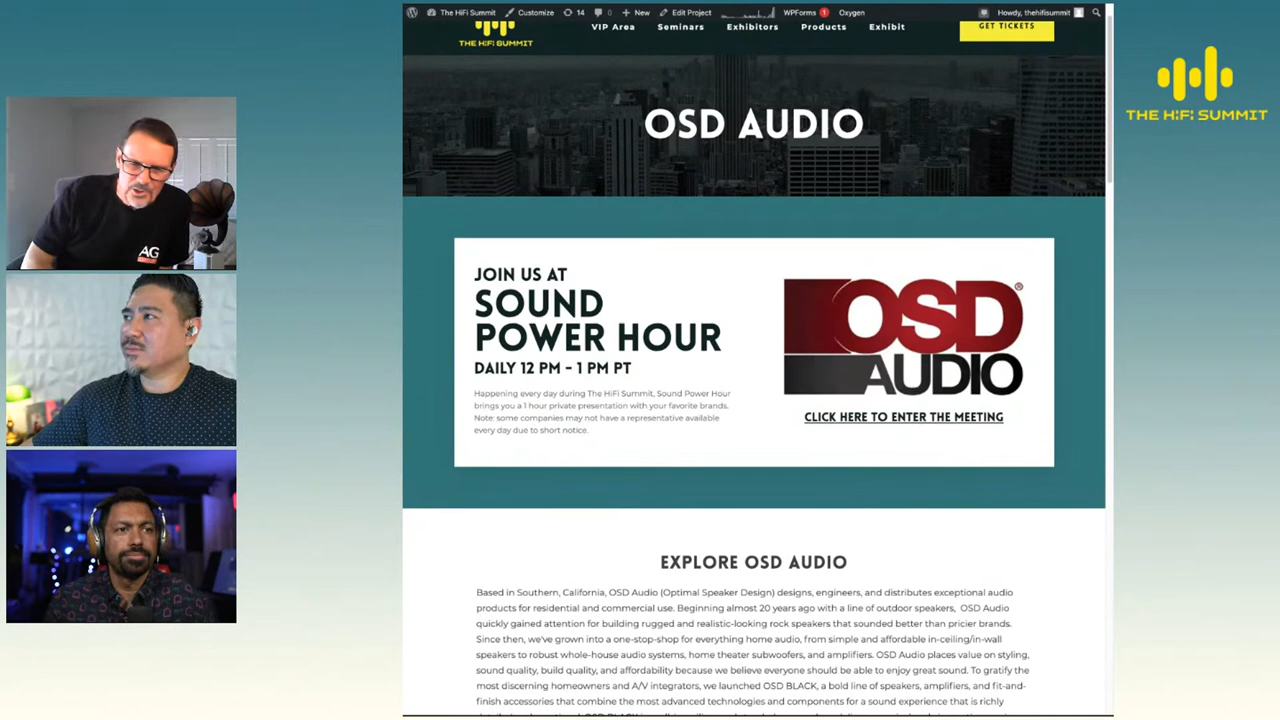 The HiFi Summit Customize 14 0 New Edit Project WPForms 1 Oxygen Howdy, thehifisummit
THE HIFI SUMMIT
VIP Area Seminars Exhibitors Products Exhibit
GET TICKETS
THE HIFI SUMMIT
OSD AUDIO
JOIN US AT
SOUND
POWER HOUR
DAILY 12 PM - 1 PM PT
Happening every day during The HiFi Summit, Sound Power Hour
brings you a 1 hour private presentation with your favorite brands.
Note: some companies may not have a representative available
every day due to short notice.
OSD®
AUDIO
CLICK HERE TO ENTER THE MEETING
AG
EXPLORE OSD AUDIO
Based in Southern, California, OSD Audio (Optimal Speaker Design) designs, engineers, and distributes exceptional audio
products for residential and commercial use. Beginning almost 20 years ago with a line of outdoor speakers, OSD Audio
quickly gained attention for building rugged and realistic-looking rock speakers that sounded better than pricier brands.
Since then, we've grown into a one-stop-shop for everything home audio, from simple and affordable in-ceiling/in-wall
speakers to robust whole-house audio systems, home theater subwoofers, and amplifiers. OSD Audio places value on styling,
sound quality, build quality, and affordability because we believe everyone should be able to enjoy great sound. To gratify the
most discerning homeowners and A/V integrators, we launched OSD BLACK, a bold line of speakers, amplifiers, and fit-and-
finish accessories that combine the most advanced technologies and components for a sound experience that is richly